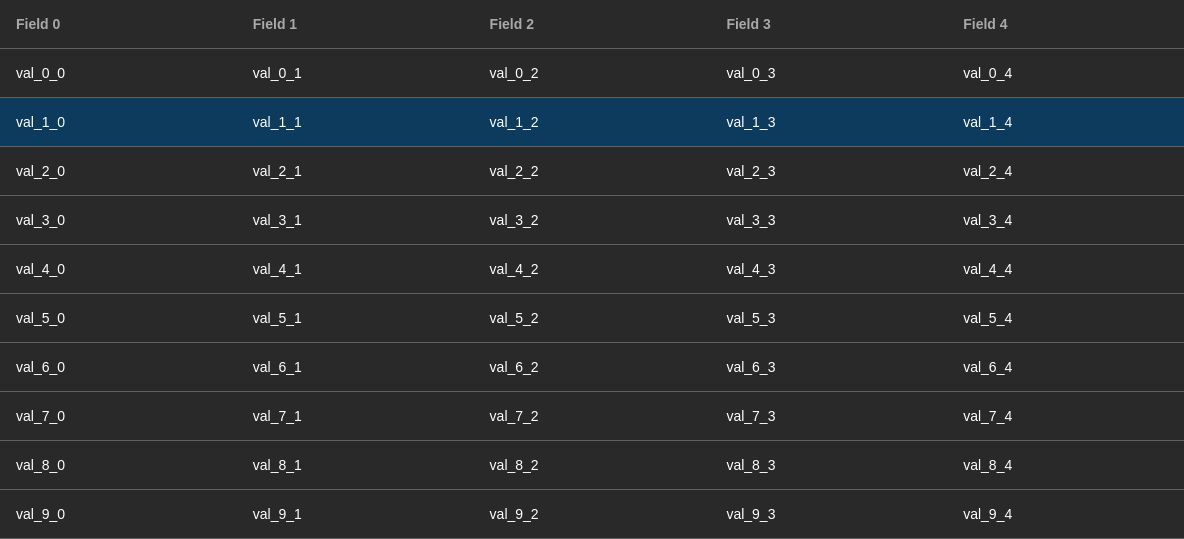 Field 0 Field 1 Field 2 Field 3 Field 4
val_0_0 val_0_1 val_0_2 val_0_3 val_0_4
val_1_0 val_1_1 val_1_2 val_1_3 val_1_4
val_2_0 val_2_1 val_2_2 val_2_3 val_2_4
val_3_0 val_3_1 val_3_2 val_3_3 val_3_4
val_4_0 val_4_1 val_4_2 val_4_3 val_4_4
val_5_0 val_5_1 val_5_2 val_5_3 val_5_4
val_6_0 val_6_1 val_6_2 val_6_3 val_6_4
val_7_0 val_7_1 val_7_2 val_7_3 val_7_4
val_8_0 val_8_1 val_8_2 val_8_3 val_8_4
val_9_0 val_9_1 val_9_2 val_9_3 val_9_4